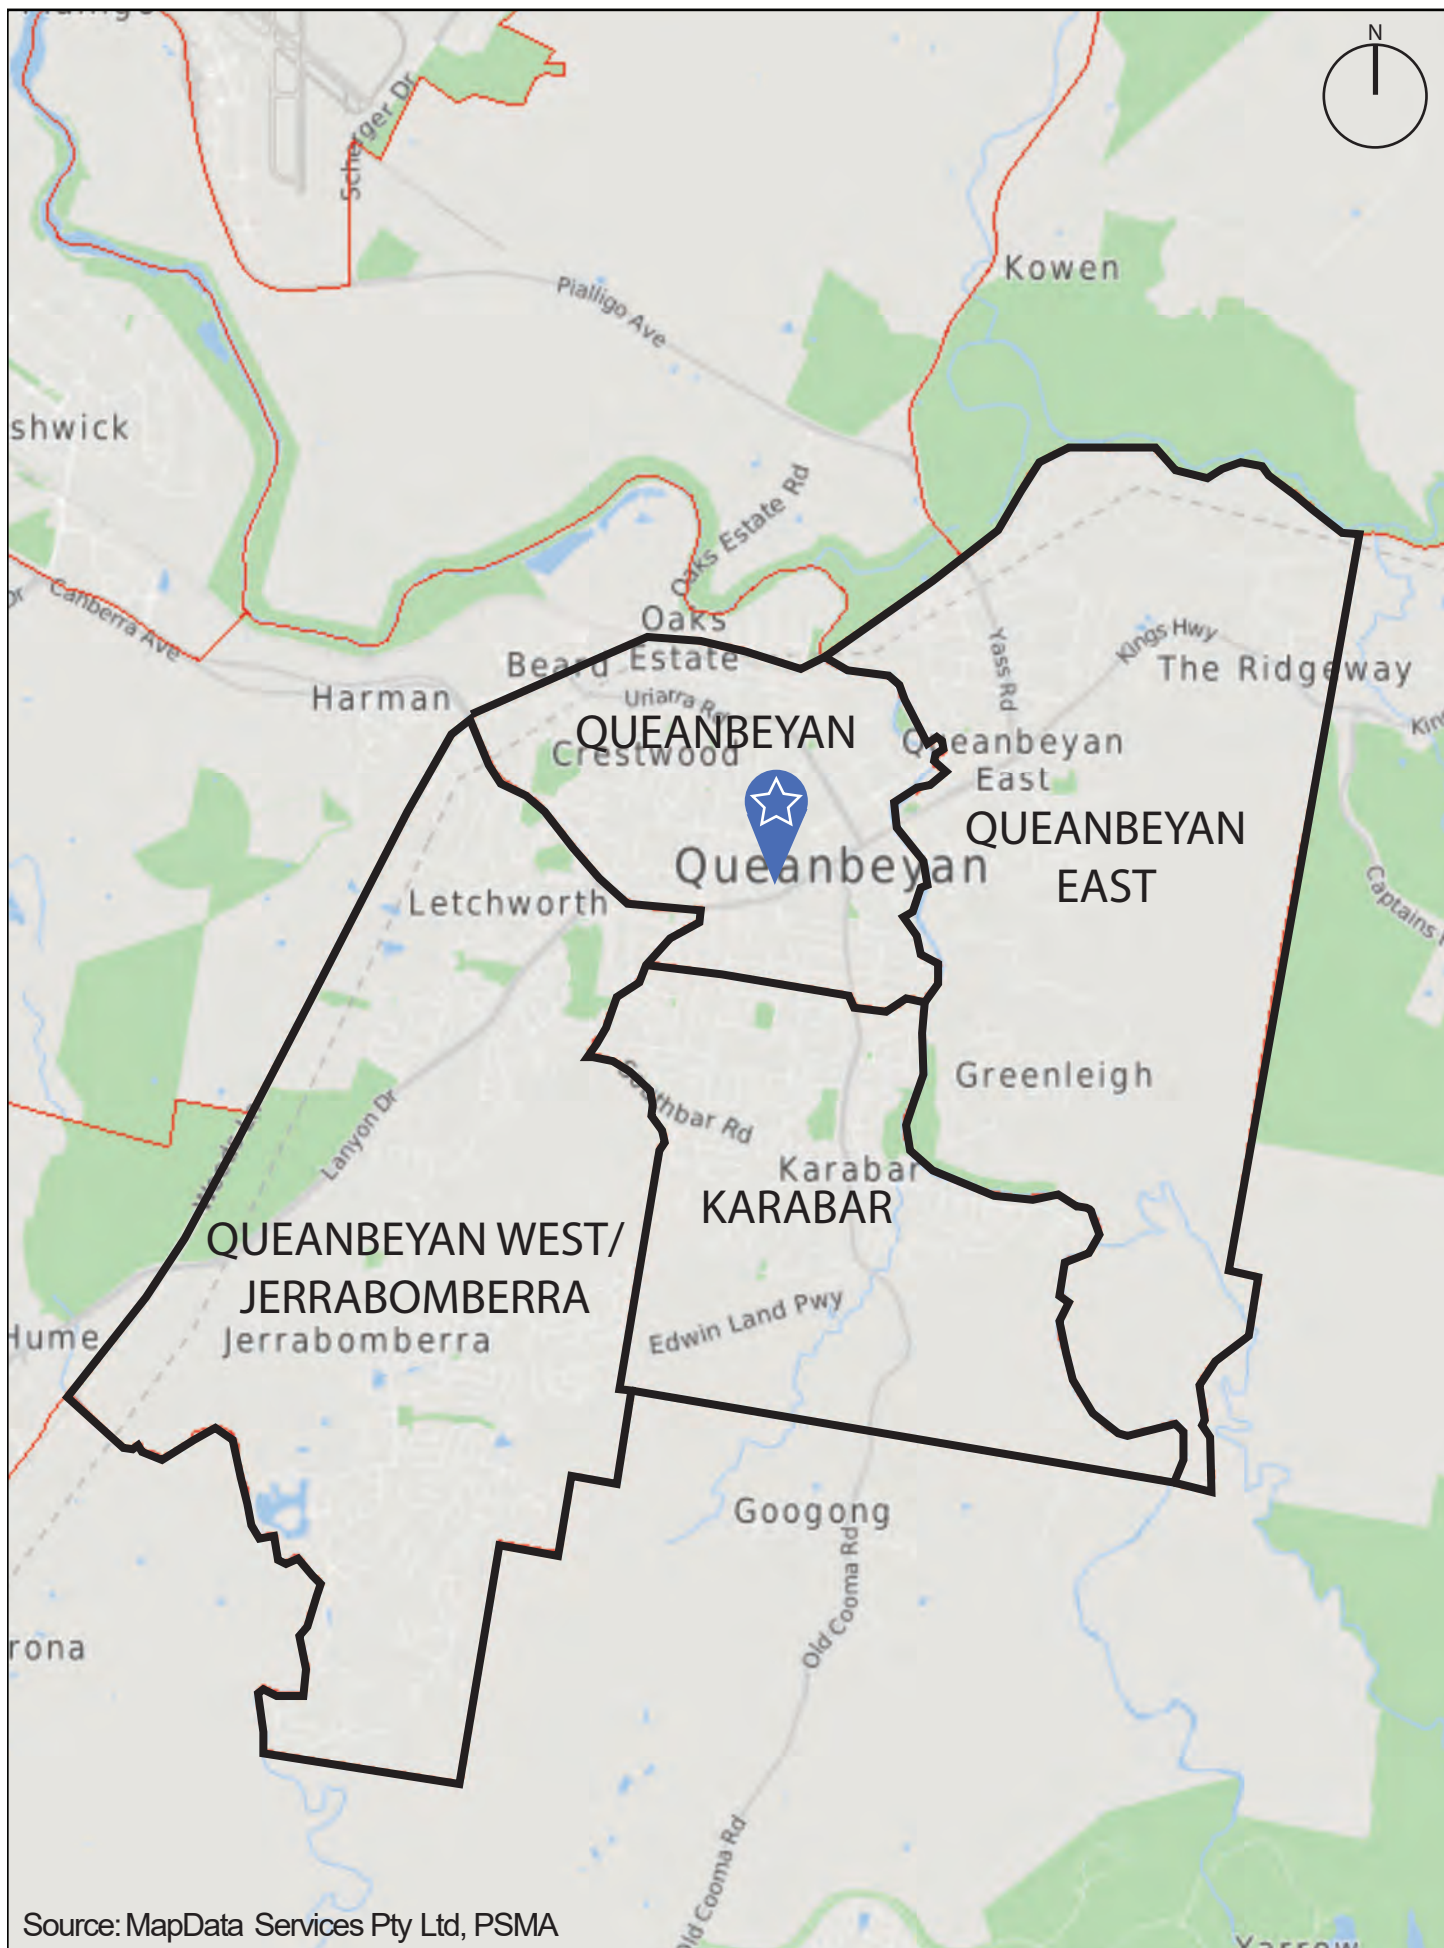 N
Scherger Dr
Kowen
Pialligo Ave
shwick
Oaks Estate Rd
Canberra Ave
Dr
Oaks
Estate
Beard
Harman
Uriarra Rd
Yass Rd
Kings Hwy
The Ridgeway
QUEANBEYAN
Crestwood
Queanbeyan
East
QUEANBEYAN
EAST
Queanbeyan
Letchworth
Captains
Greenleigh
Southbar Rd
Lanyon Dr
Karabar
KARABAR
QUEANBEYAN WEST/
JERRABOMBERRA
Jerrabomberra
Hume
Edwin Land Pwy
Googong
Old Cooma Rd
rona
Old Cooma Rd
Source: MapData Services Pty Ltd, PSMA
Yarrow